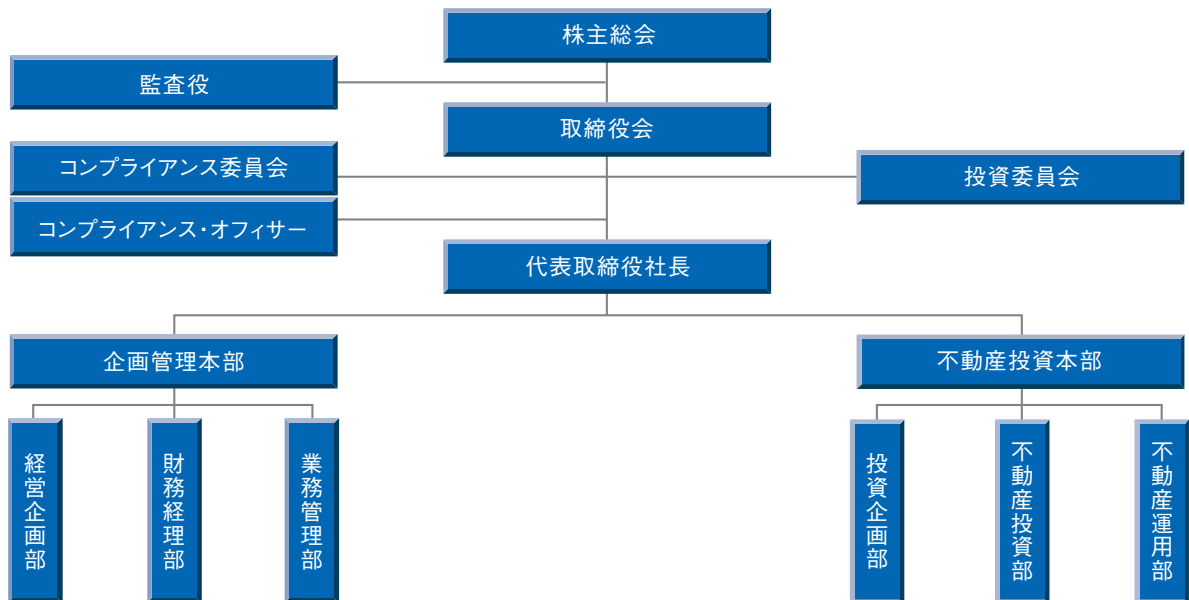 株主総会
監査役
取締役会
コンプライアンス委員会
投資委員会
コンプライアンス・オフィサー
代表取締役社長
企画管理本部
不動産投資本部
経営企画部
財務経理部
業務管理部
投資企画部
不動産投資部
不動産運用部